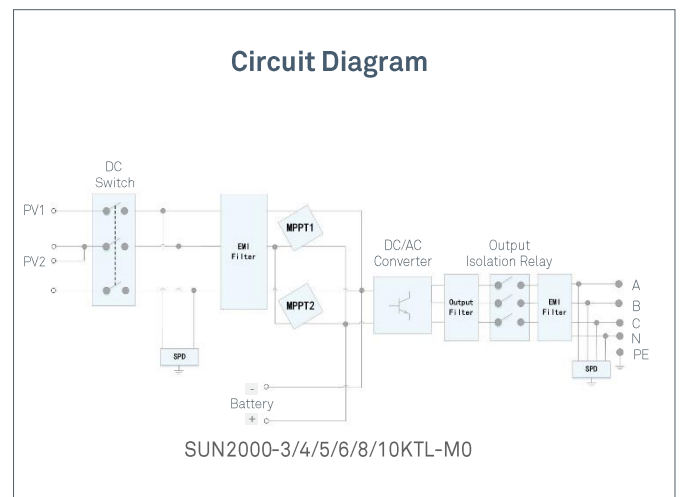 Circuit Diagram
DC
Switch
PV1
PV2
EMI
Filter
MPPT1
MPPT2
SPD
-
Battery
+
DC/AC
Converter
Output
Filter
Output
Isolation Relay
EMI
Filter
A
B
C
N
PE
SPD
SUN2000-3/4/5/6/8/10KTL-M0